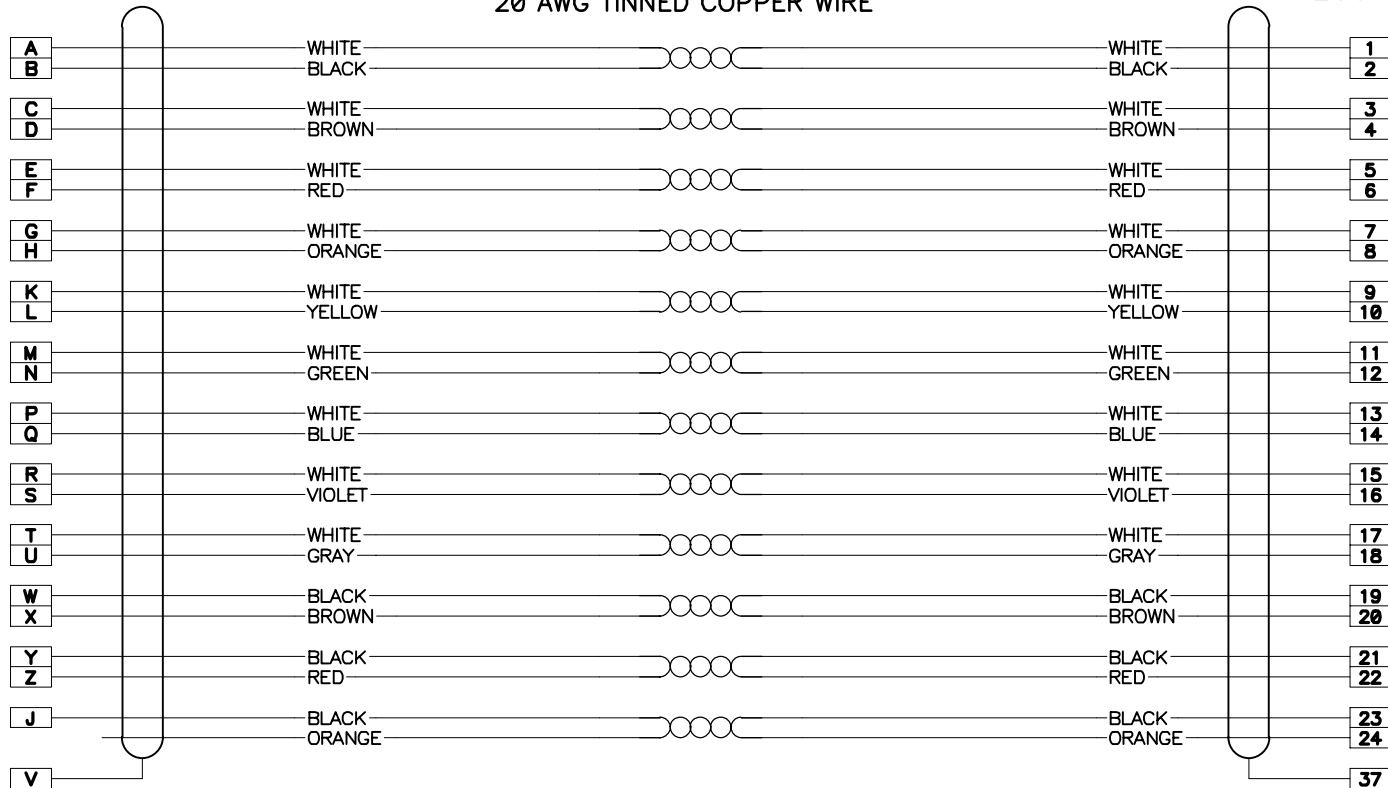 20 AWG TINNED COPPER WIRE
A WHITE WHITE 1
B BLACK BLACK 2
C WHITE WHITE 3
D BROWN BROWN 4
E WHITE WHITE 5
F RED RED 6
G WHITE WHITE 7
H ORANGE ORANGE 8
K WHITE WHITE 9
L YELLOW YELLOW 10
M WHITE WHITE 11
N GREEN GREEN 12
P WHITE WHITE 13
Q BLUE BLUE 14
R WHITE WHITE 15
S VIOLET VIOLET 16
T WHITE WHITE 17
U GRAY GRAY 18
W BLACK BLACK 19
X BROWN BROWN 20
Y BLACK BLACK 21
Z RED RED 22
J BLACK BLACK 23
ORANGE ORANGE 24
V 37